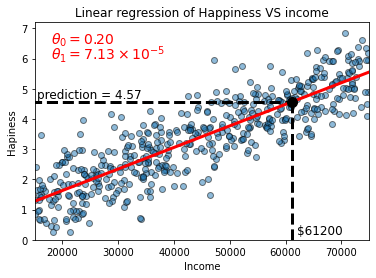 Linear regression of Happiness VS income
θ₀ = 0.20
θ₁ = 7.13 × 10⁻⁵
prediction = 4.57
$61200
Hapiness
7
6
5
4
3
2
1
0
20000 30000 40000 50000 60000 70000
Income